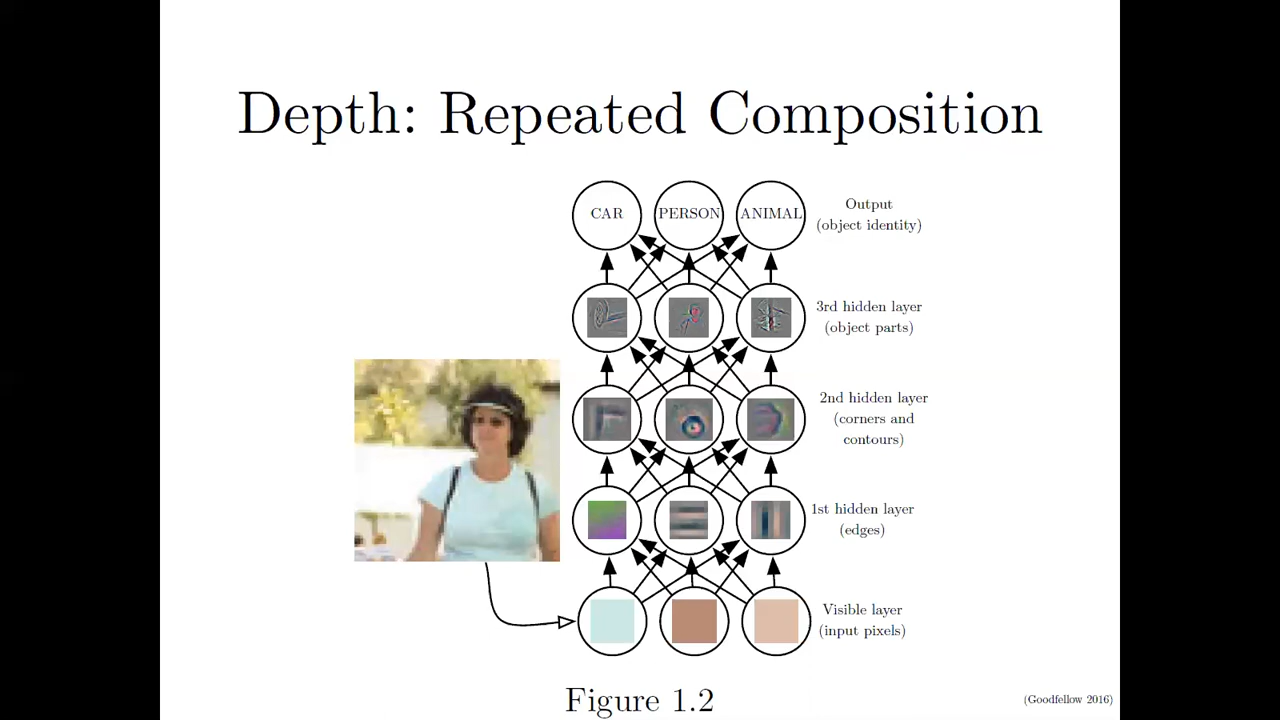 Depth: Repeated Composition
CAR PERSON ANIMAL
Output
(object identity)
3rd hidden layer
(object parts)
2nd hidden layer
(corners and
contours)
1st hidden layer
(edges)
Visible layer
(input pixels)
Figure 1.2
(Goodfellow 2016)